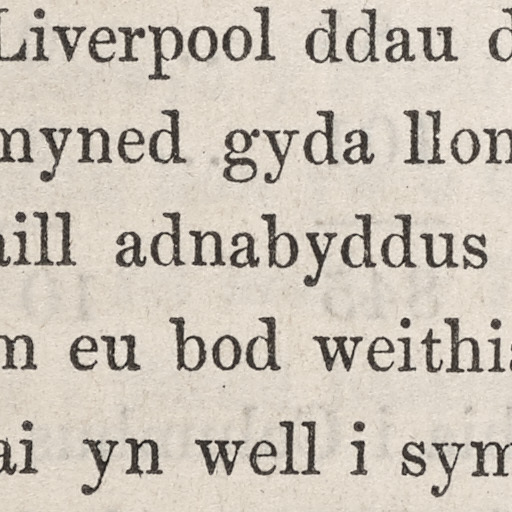 Liverpool ddau d
myned gyda llon
aill adnabyddus
m eu bod weithia
ai yn well i sym